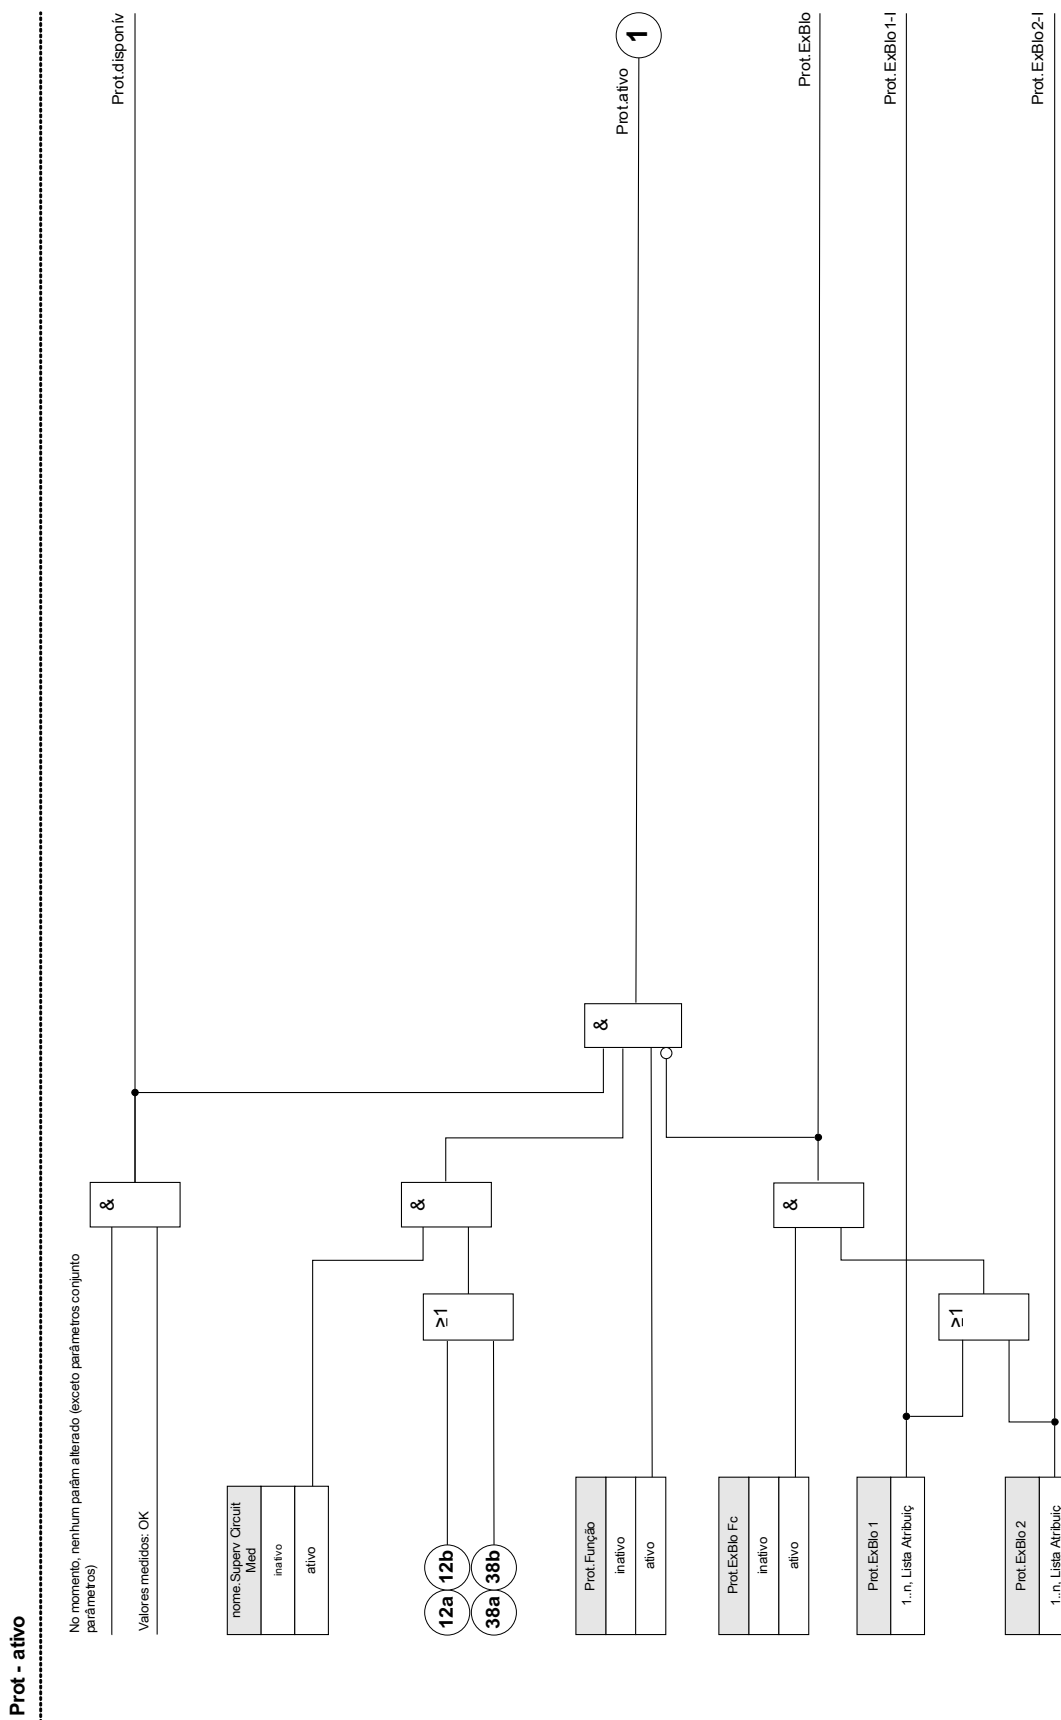 Prot - ativo
No momento, nenhum parâm alterado (exceto parâmetros conjunto
parâmetros)
Valores medidos: OK
&
Prot.disponív
nome.Superv Circuit
Med
inativo
ativo
12a
12b
38a
38b
≥1
&
Prot.Função
inativo
ativo
&
Prot.ativo
1
Prot.ExBlo Fc
inativo
ativo
&
Prot.ExBlo
Prot.ExBlo 1
1..n, Lista Atribuiç
≥1
Prot.ExBlo1-I
Prot.ExBlo 2
1..n, Lista Atribuiç
Prot.ExBlo2-I